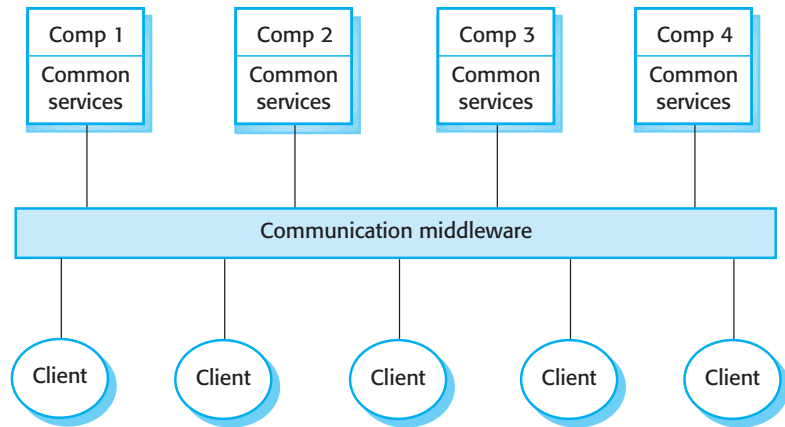 Comp 1
Common
services
Comp 2
Common
services
Comp 3
Common
services
Comp 4
Common
services
Communication middleware
Client
Client
Client
Client
Client